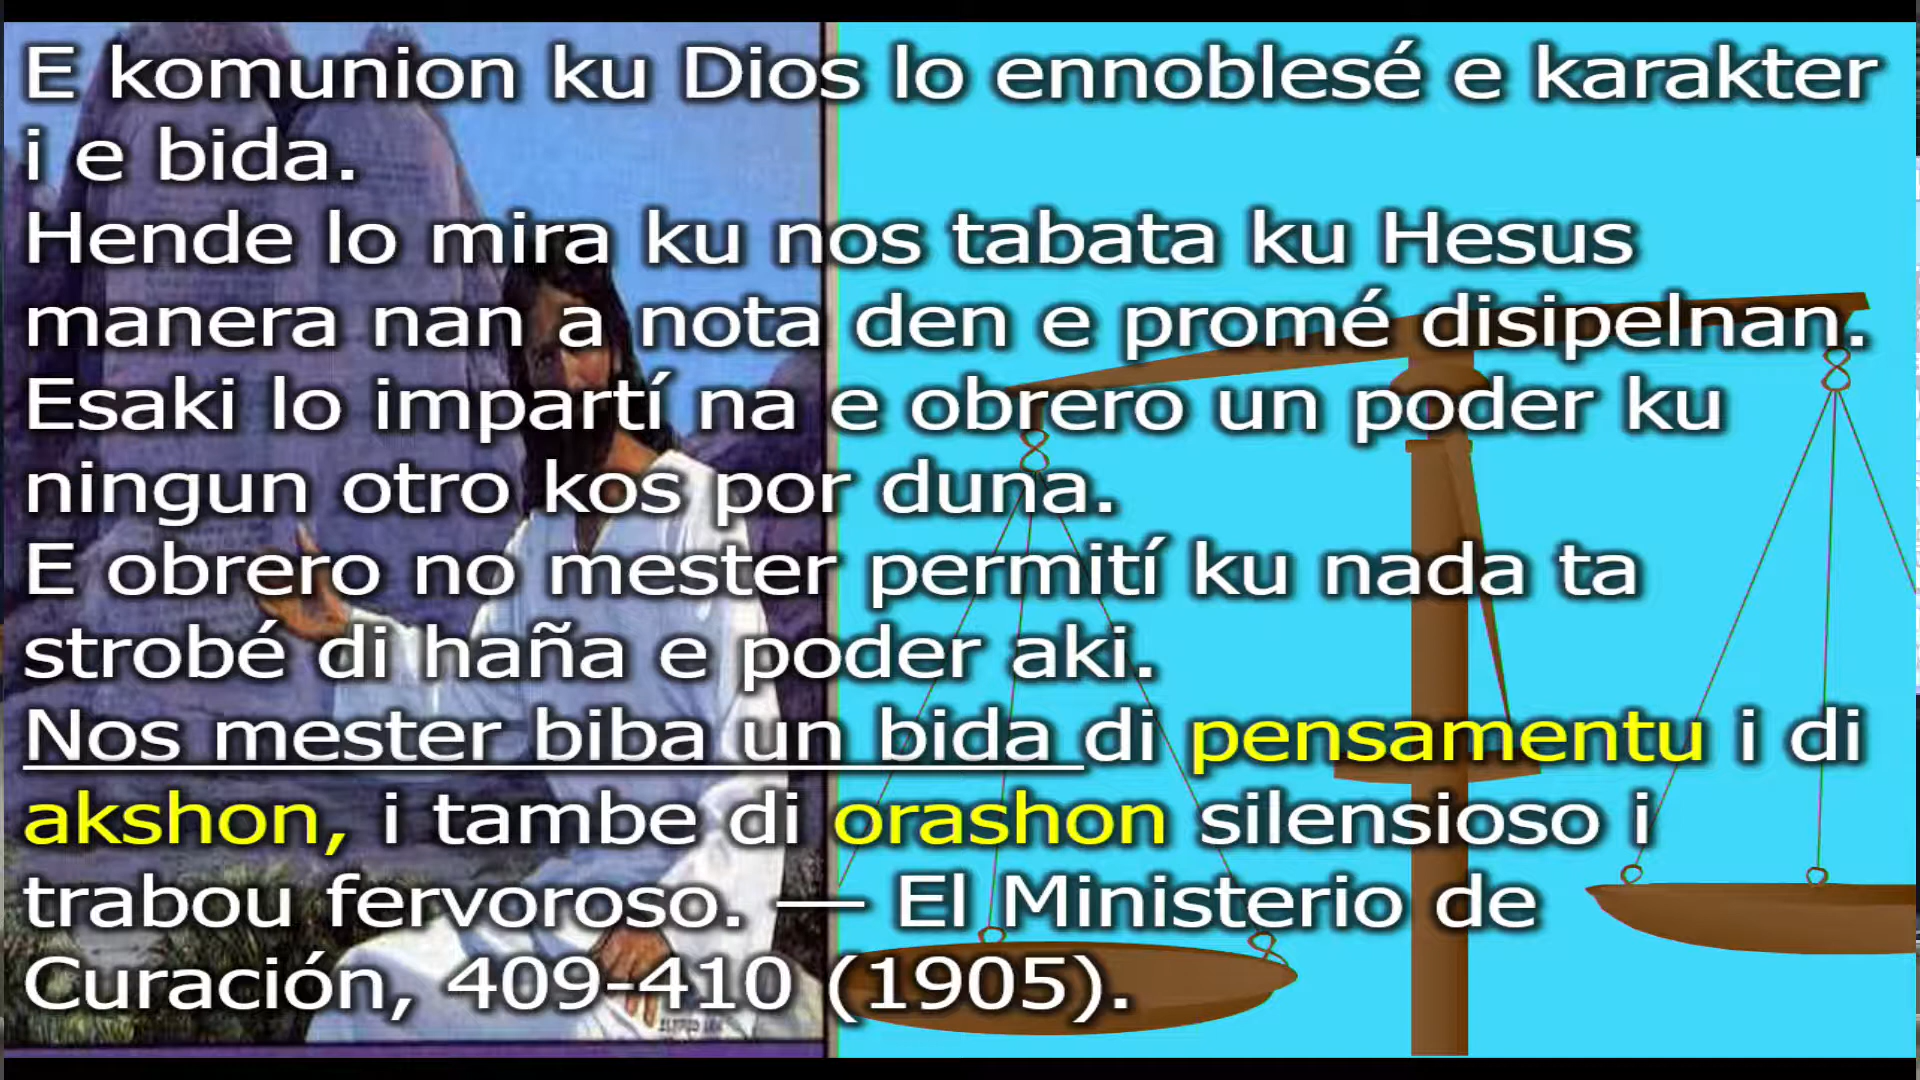 E komunion ku Dios lo ennoblesé e karakter
i e bida.
Hende lo mira ku nos tabata ku Hesus
manera nan a nota den e promé disipelnan.
Esaki lo impartí na e obrero un poder ku
ningun otro kos por duna.
E obrero no mester permití ku nada ta
strobé di haña e poder aki.
Nos mester biba un bida di pensamentu i di
akshon, i tambe di orashon silensioso i
trabou fervoroso. — El Ministerio de
Curación, 409-410 (1905).